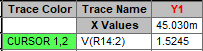 Trace Color Trace Name Y1
X Values 45.030m
CURSOR 1,2 V(R14:2) 1.5245